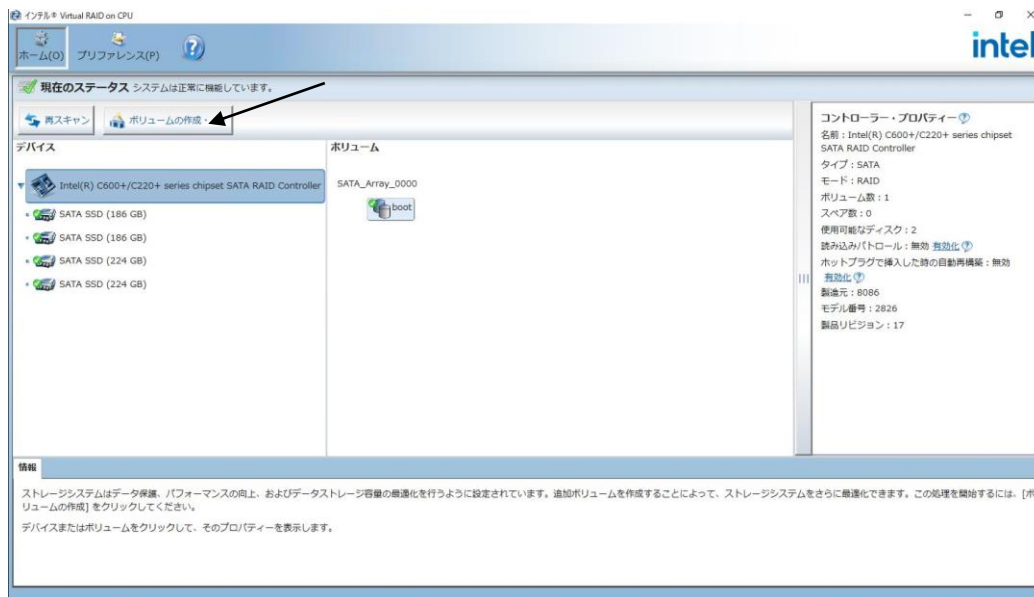 インテル® Virtual RAID on CPU
ホーム(O)
プリファレンス(P)
intel
現在のステータス システムは正常に機能しています。
再スキャン
ボリュームの作成
デバイス
ボリューム
Intel(R) C600+/C220+ series chipset SATA RAID Controller
SATA SSD (186 GB)
SATA SSD (186 GB)
SATA SSD (224 GB)
SATA SSD (224 GB)
SATA_Array_0000
boot
コントローラー・プロパティー
名前：Intel(R) C600+/C220+ series chipset
SATA RAID Controller
タイプ：SATA
モード：RAID
ボリューム数：1
スペア数：0
使用可能なディスク：2
読み込みパトロール：無効 有効化
ホットプラグで挿入した時の自動再構築：無効
有効化
製造元：8086
モデル番号：2826
製品リビジョン：17
情報
ストレージシステムはデータ保護、パフォーマンスの向上、およびデータストレージ容量の最適化を行うように設定されています。追加ボリュームを作成することによって、ストレージシステムをさらに最適化できます。この処理を開始するには、[ボ
リュームの作成] をクリックしてください。
デバイスまたはボリュームをクリックして、そのプロパティーを表示します。